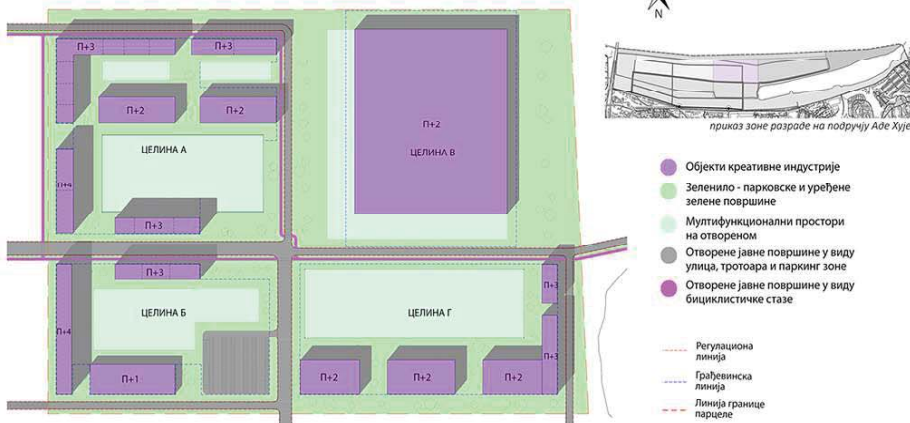 N
приказ зоне разраде на подручју Аде Хује
П+3
П+3
П+2
П+2
ЦЕЛИНА А
П+4
П+3
П+2
ЦЕЛИНА В
П+3
ЦЕЛИНА Б
П+4
П+1
ЦЕЛИНА Г
П+3
П+3
П+2
П+2
П+2
Објекти креативне индустрије
Зеленило - парковске и уређене
зелене површине
Мултифункционални простори
на отвореном
Отворене јавне површине у виду
улица, тротоара и паркинг зоне
Отворене јавне површине у виду
бициклистичке стазе
Регулациона
линија
Грађевинска
линија
Линија границе
парцеле